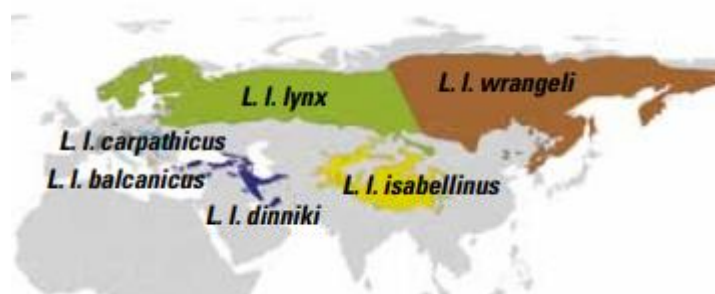 L. l. wrangeli
L. l. lynx
L. l. carpathicus
L. l. balcanicus
L. l. isabellinus
L. l. dinniki